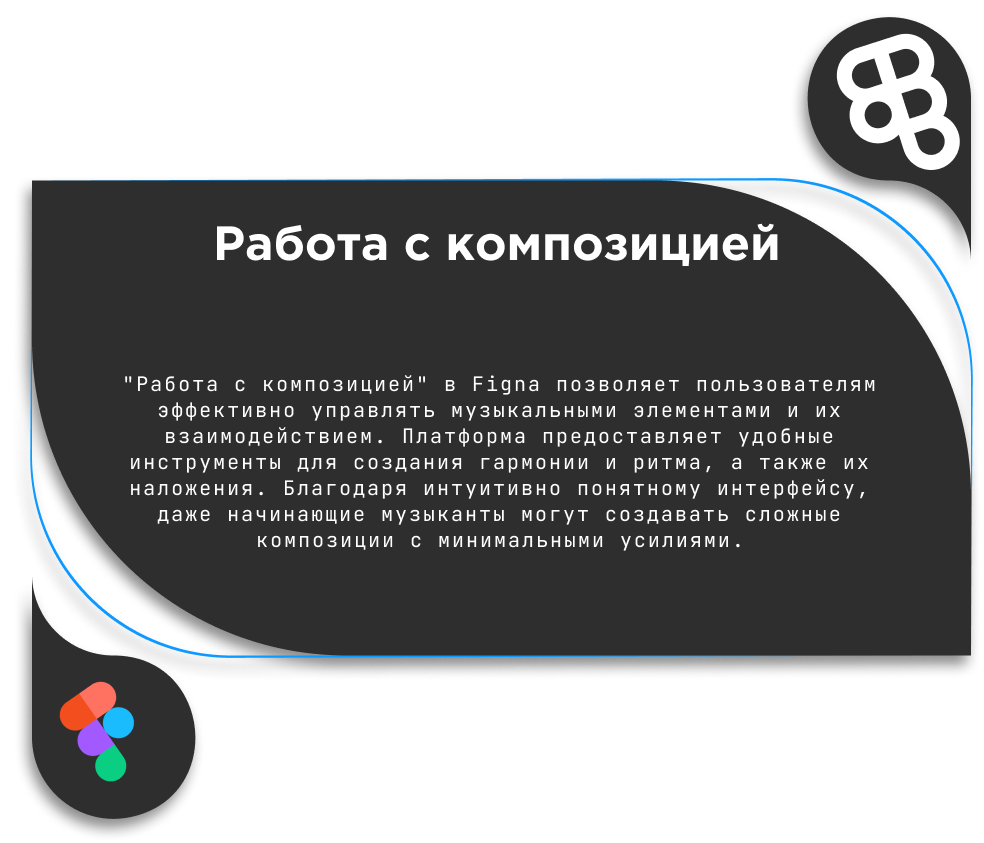 Работа с композицией
"Работа с композицией" в Figna позволяет пользователям
эффективно управлять музыкальными элементами и их
взаимодействием. Платформа предоставляет удобные
инструменты для создания гармонии и ритма, а также их
наложения. Благодаря интуитивно понятному интерфейсу,
даже начинающие музыканты могут создавать сложные
композиции с минимальными усилиями.